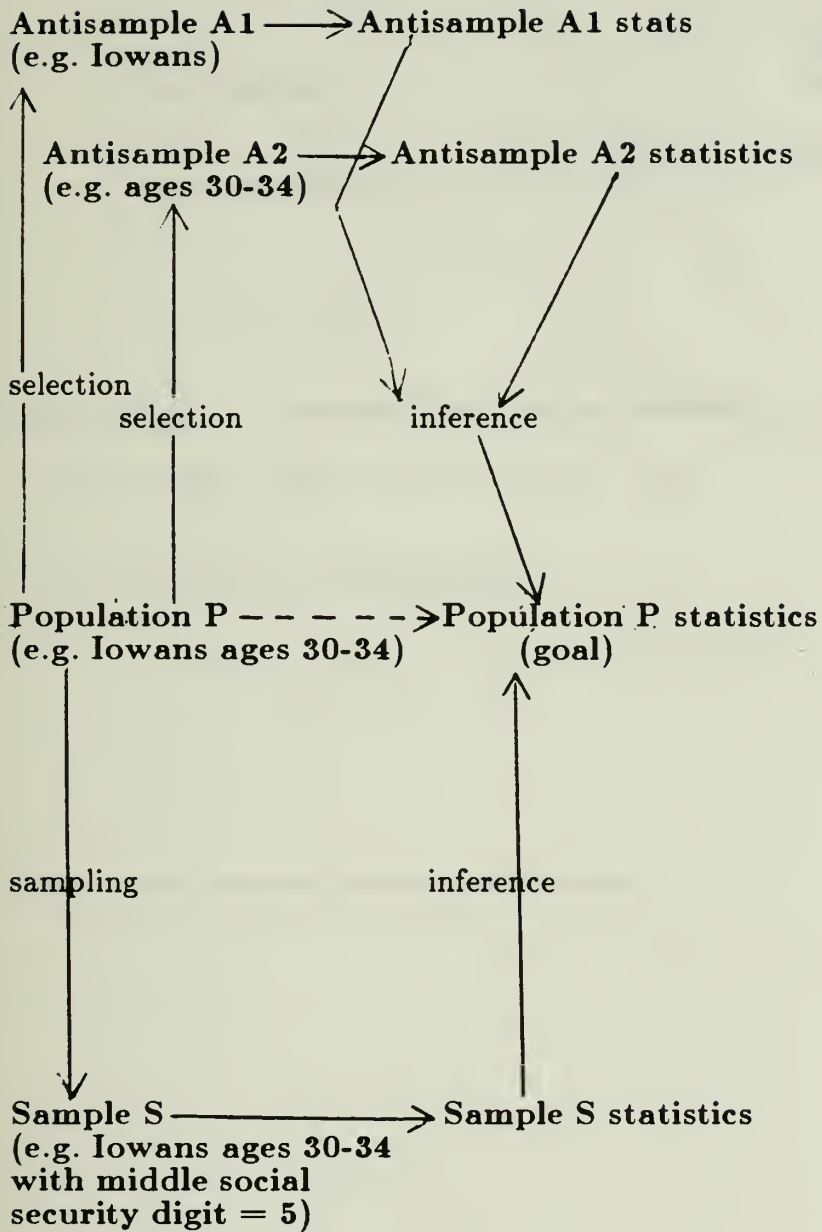 Antisample A1 Antisample A1 stats
(e.g. Iowans)
Antisample A2 Antisample A2 statistics
(e.g. ages 30-34)
selection
selection inference
Population P Population P statistics
(e.g. Iowans ages 30-34) (goal)
sampling inference
Sample S Sample S statistics
(e.g. Iowans ages 30-34
with middle social
security digit = 5)